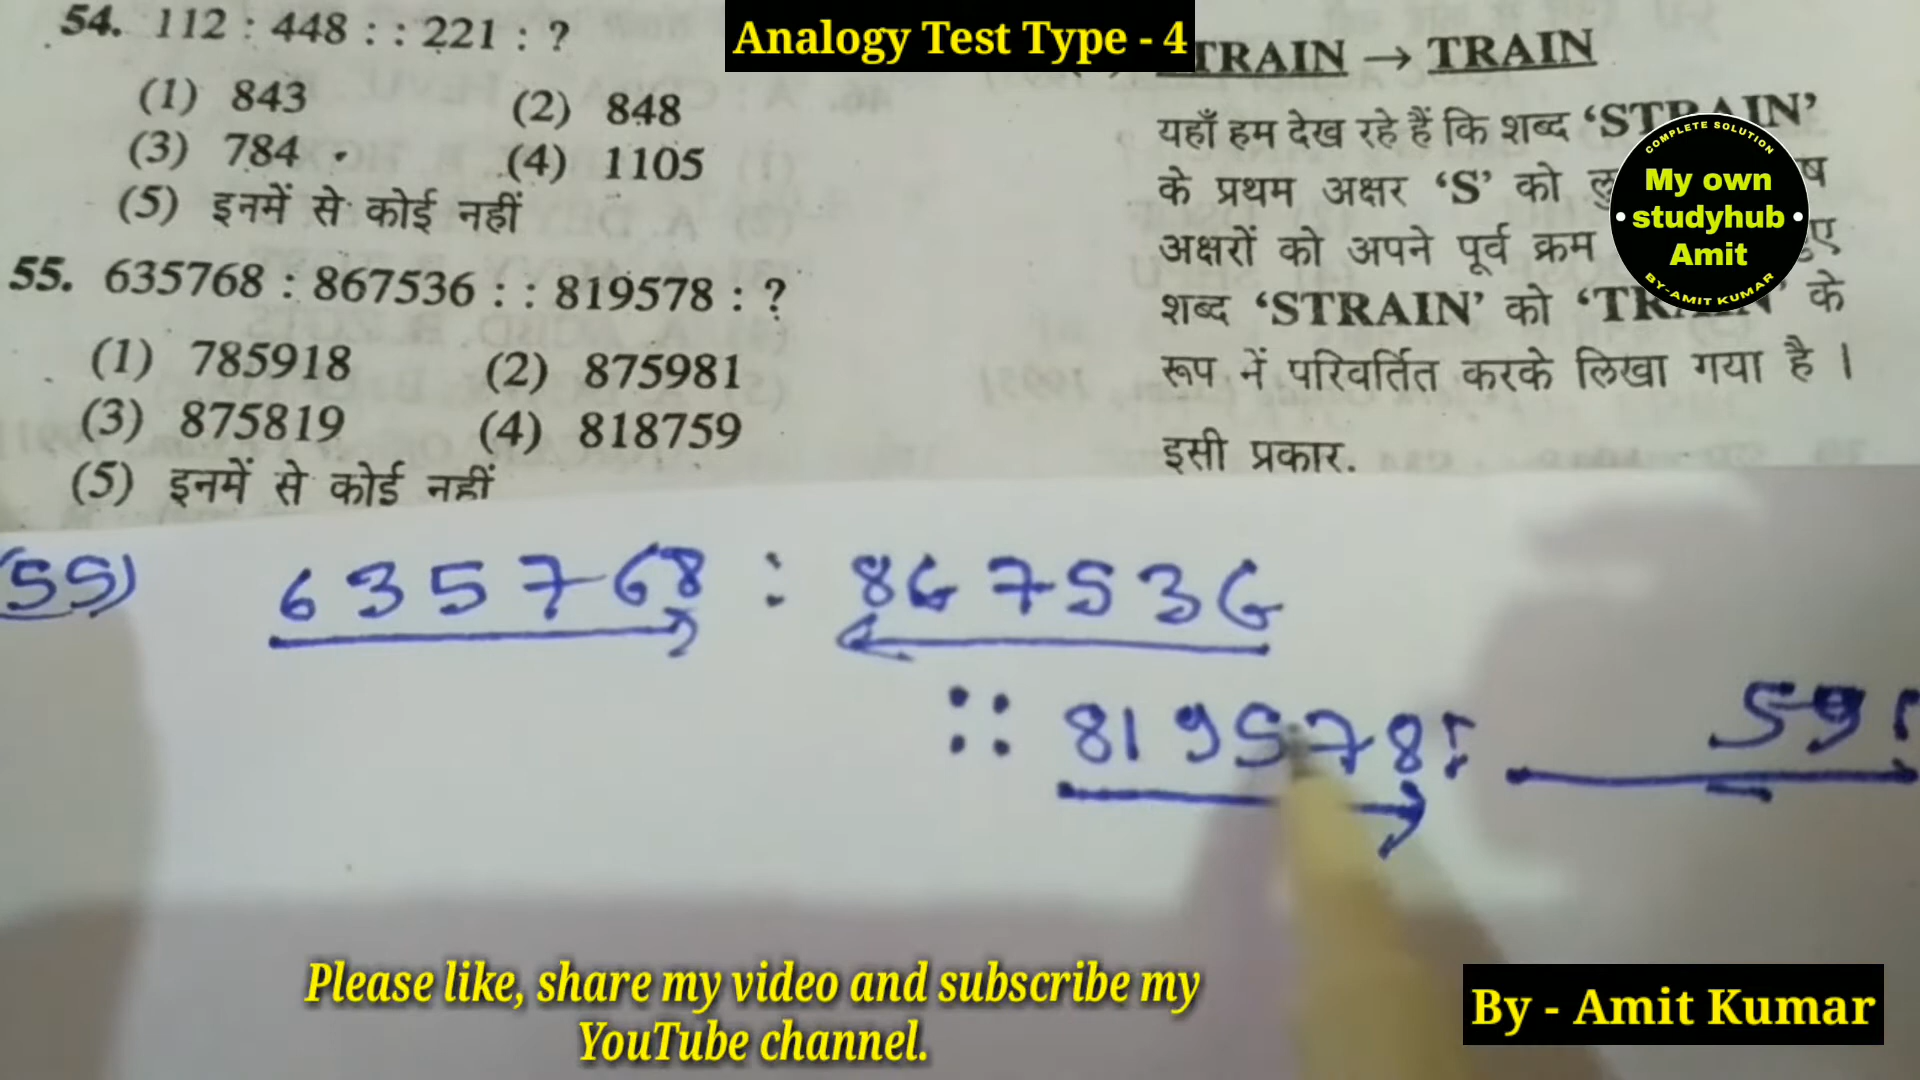 Analogy Test Type - 4
54. 112 : 448 : : 221 : ?
(1) 843 (2) 848
(3) 784 (4) 1105
(5) इनमें से कोई नहीं
55. 635768 : 867536 : : 819578 : ?
(1) 785918 (2) 875981
(3) 875819 (4) 818759
(5) इनमें से कोई नहीं
TRAIN → TRAIN
यहाँ हम देख रहे हैं कि शब्द ‘STRAIN’
के प्रथम अक्षर ‘S’ को
अक्षरों को अपने पूर्व क्रम
शब्द ‘STRAIN’ को ‘TRAIN’ के
रूप नें परिवर्तित करके लिखा गया है ।
इसी प्रकार.
COMPLETE SOLUTION
My own
studyhub
Amit
BY-AMIT KUMAR
(55) 635768 : 867536
: : 819578 : 59
Please like, share my video and subscribe my
YouTube channel.
By - Amit Kumar